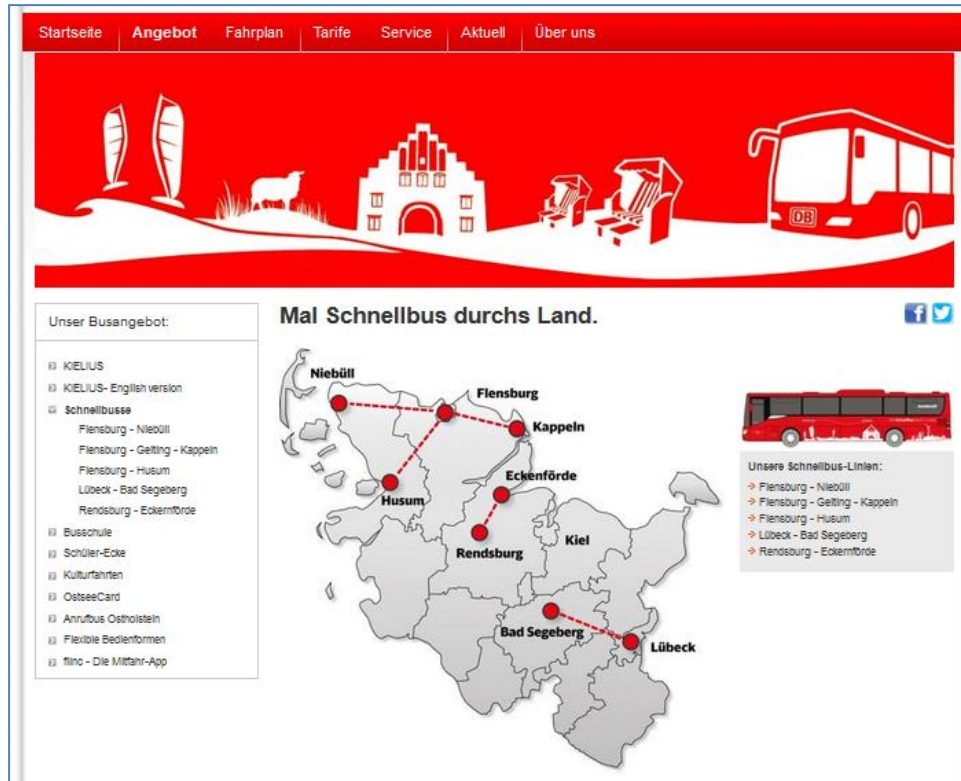 Startseite Angebot Fahrplan Tarife Service Aktuell Über uns
DB
Unser Busangebot:
KIELIUS
KIELIUS- English version
Schnellbusse
Flensburg - Niebüll
Flensburg - Gelting - Kappeln
Flensburg - Husum
Lübeck - Bad Segeberg
Rendsburg - Eckernförde
Busschule
Schüler-Ecke
Kulturfahrten
OstseeCard
Anrufbus Ostholstein
Flexible Bedienformen
flinc - Die Mitfahr-App
Mal Schnellbus durchs Land.
Niebüll
Flensburg
Kappeln
Eckenförde
Husum
Rendsburg
Kiel
Bad Segeberg
Lübeck
Unsere Schnellbus-Linien:
Flensburg - Niebüll
Flensburg - Gelting - Kappeln
Flensburg - Husum
Lübeck - Bad Segeberg
Rendsburg - Eckernförde